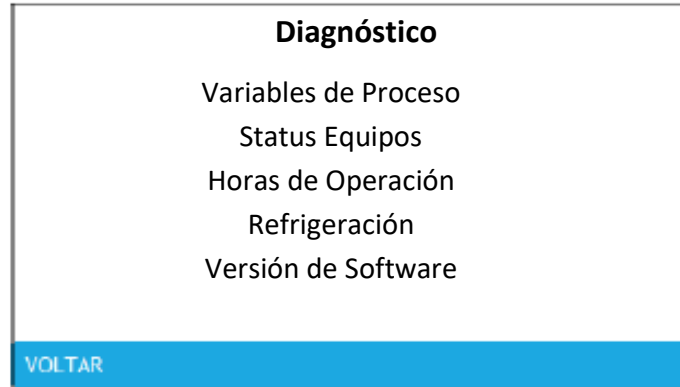 Diagnóstico
Variables de Proceso
Status Equipos
Horas de Operación
Refrigeración
Versión de Software
VOLTAR